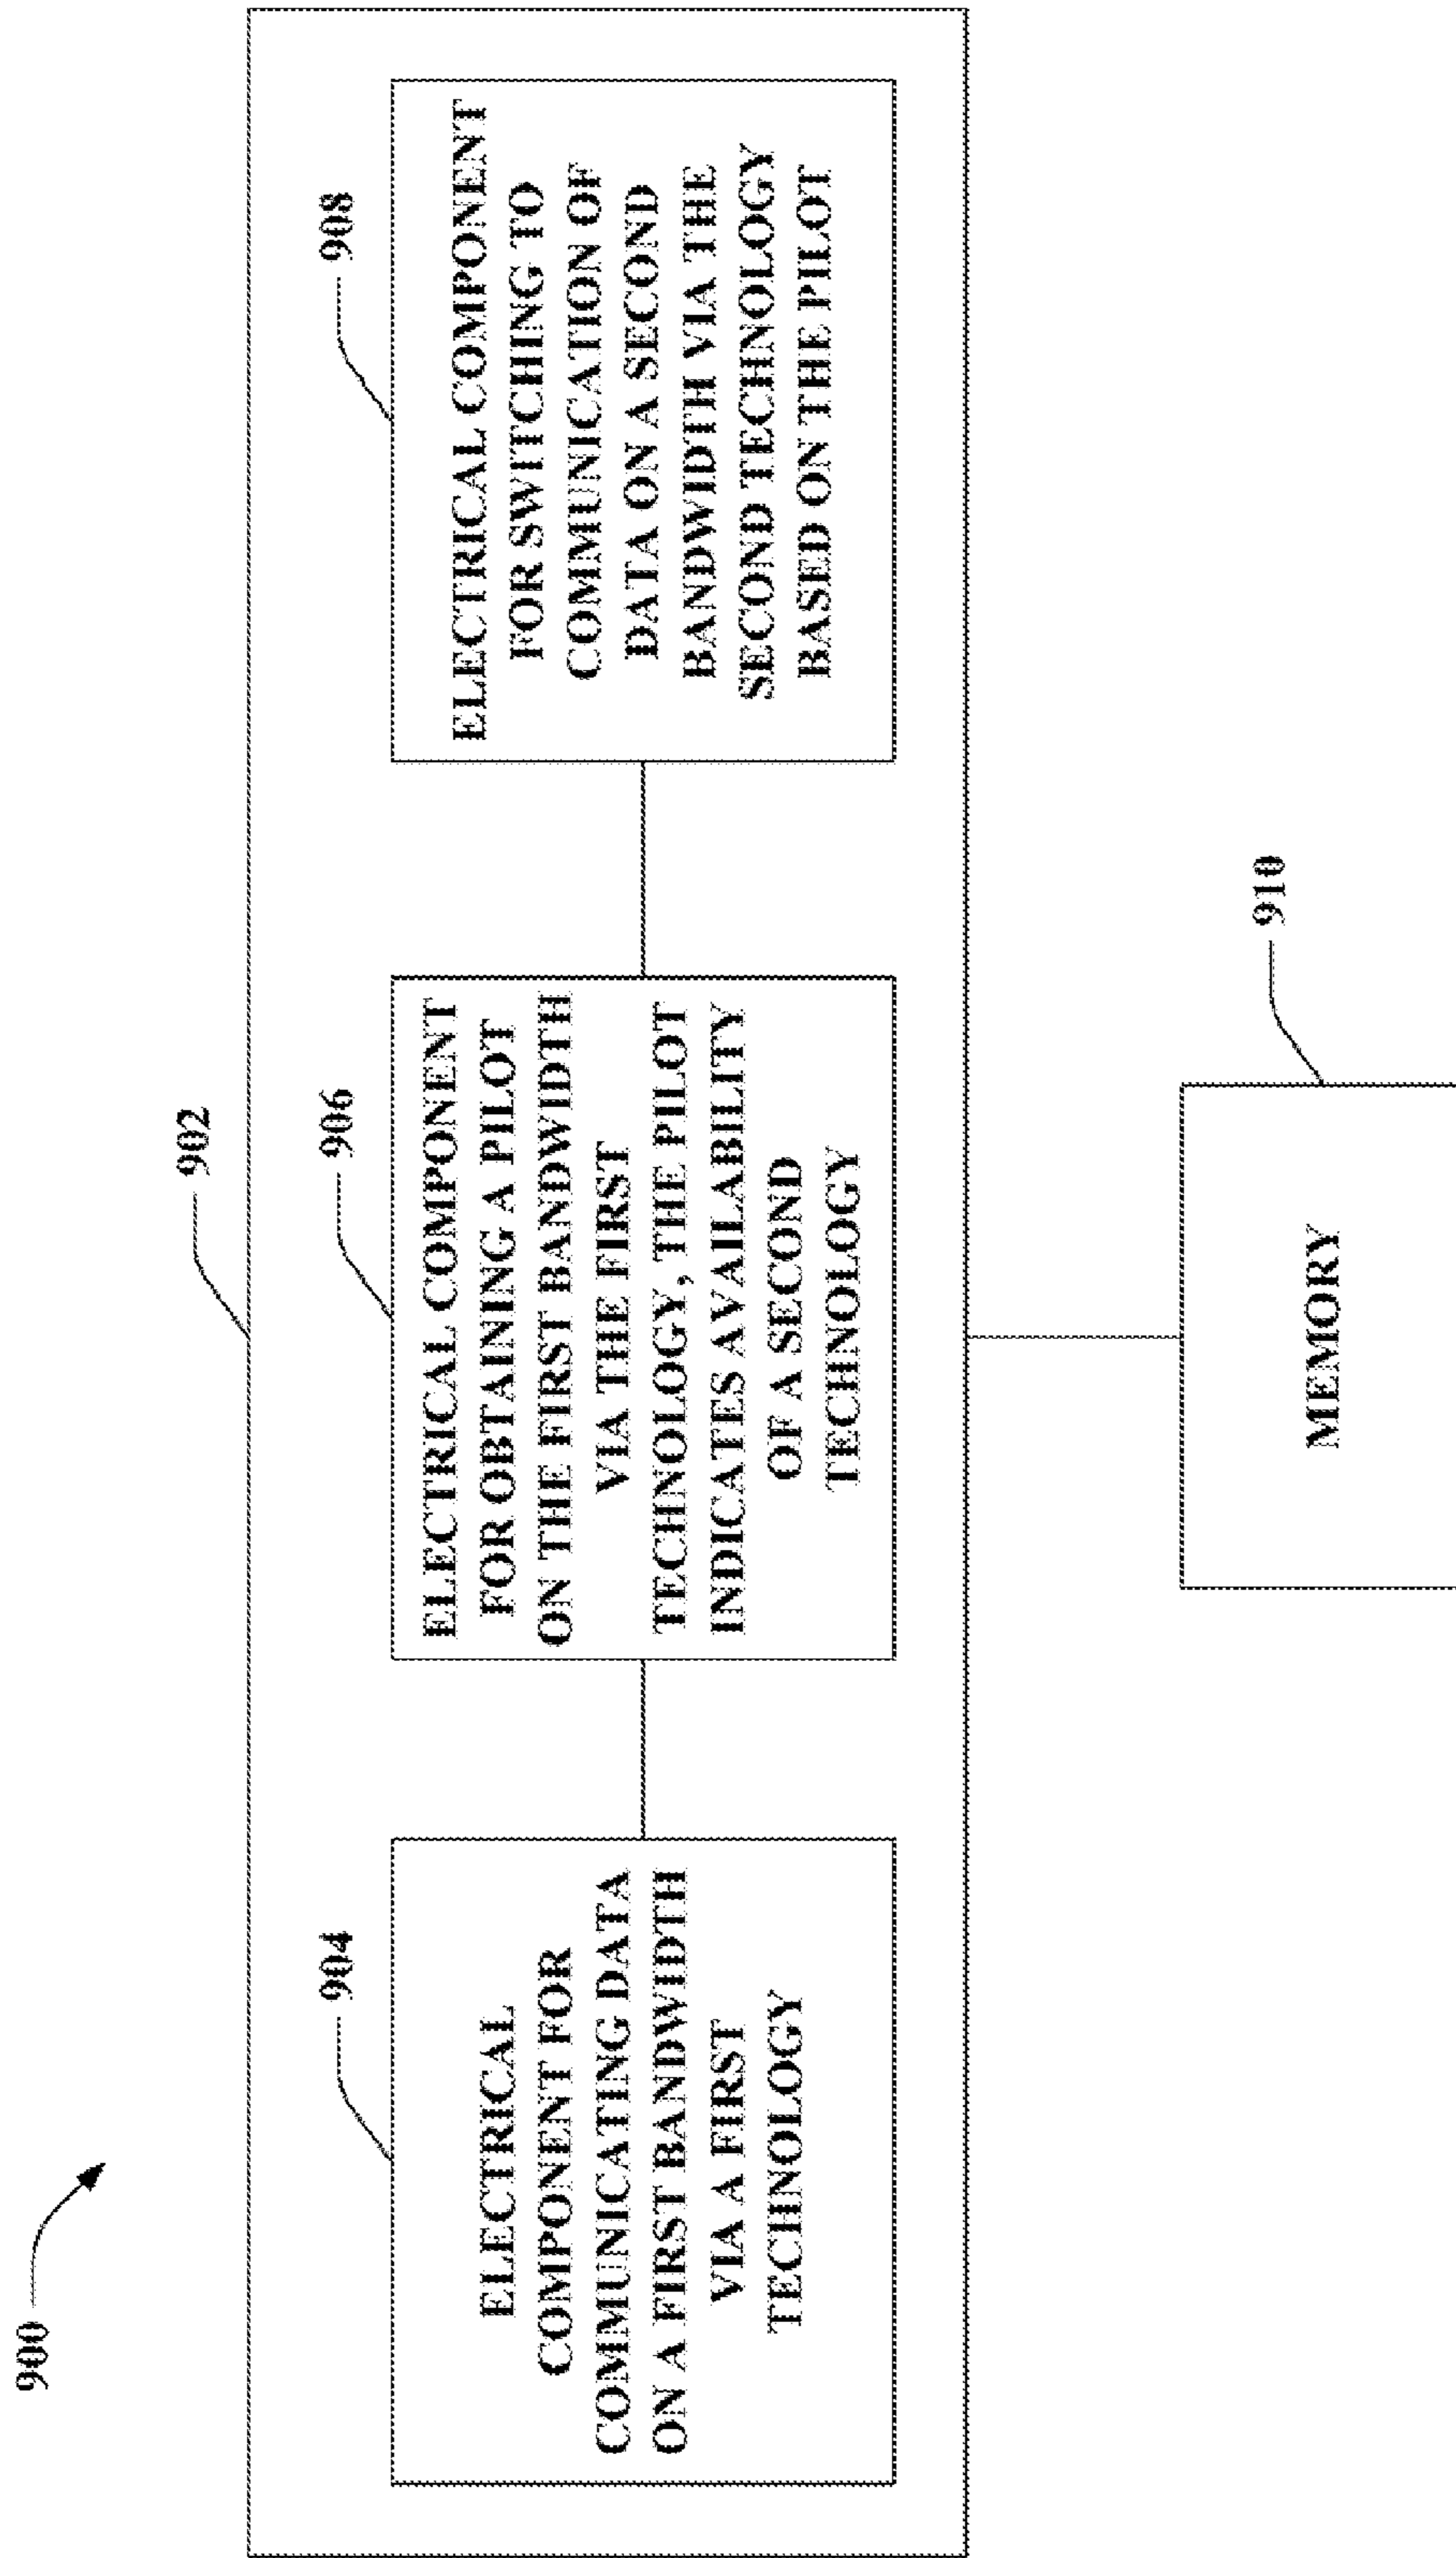 900
902
904
ELECTRICAL
COMPONENT FOR
COMMUNICATING DATA
ON A FIRST BANDWIDTH
VIA A FIRST
TECHNOLOGY
906
ELECTRICAL COMPONENT
FOR OBTAINING A PILOT
ON THE FIRST BANDWIDTH
VIA THE FIRST
TECHNOLOGY, THE PILOT
INDICATES AVAILABILITY
OF A SECOND
TECHNOLOGY
908
ELECTRICAL COMPONENT
FOR SWITCHING TO
COMMUNICATION OF
DATA ON A SECOND
BANDWIDTH VIA THE
SECOND TECHNOLOGY
BASED ON THE PILOT
910
MEMORY